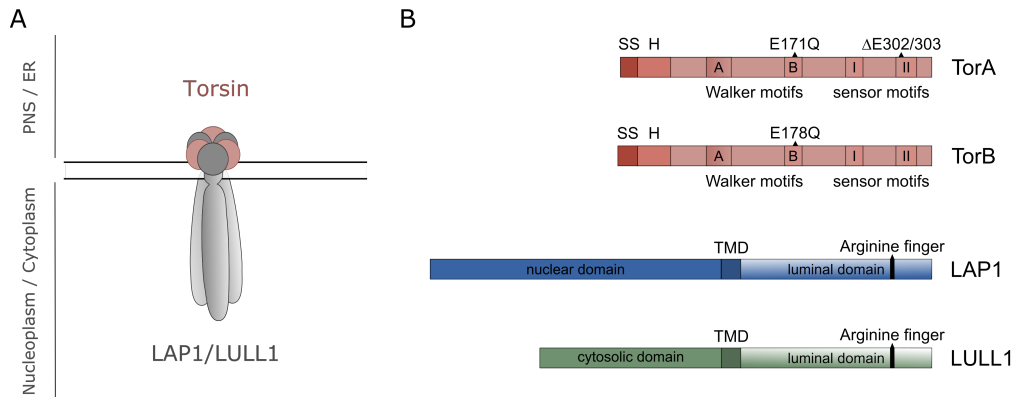 A
PNS / ER
Torsin
Nucleoplasm / Cytoplasm
LAP1/LULL1
B
SS H E171Q ΔE302/303
A B I II TorA
Walker motifs sensor motifs
SS H E178Q
A B I II TorB
Walker motifs sensor motifs
TMD Arginine finger
nuclear domain luminal domain LAP1
TMD Arginine finger
cytosolic domain luminal domain LULL1